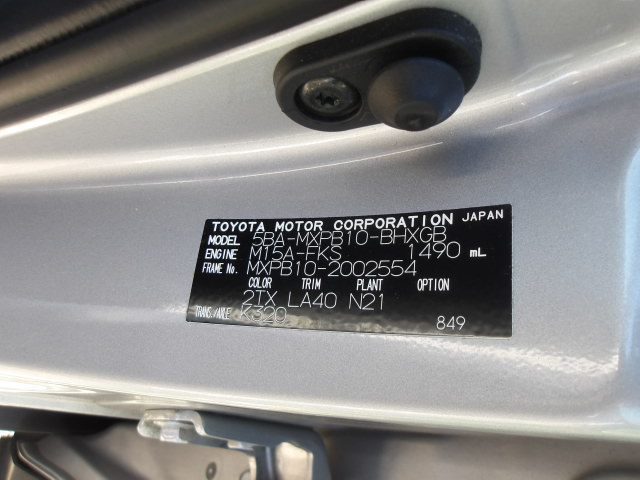 TOYOTA MOTOR CORPORATION JAPAN
MODEL 5BA-MXPB10-BHXGB
ENGINE M15A-FKS 1490 mL
FRAME No. MXPB10-2002554
COLOR TRIM PLANT OPTION
2TX LA40 N21
TRANS./AXLE K320
849